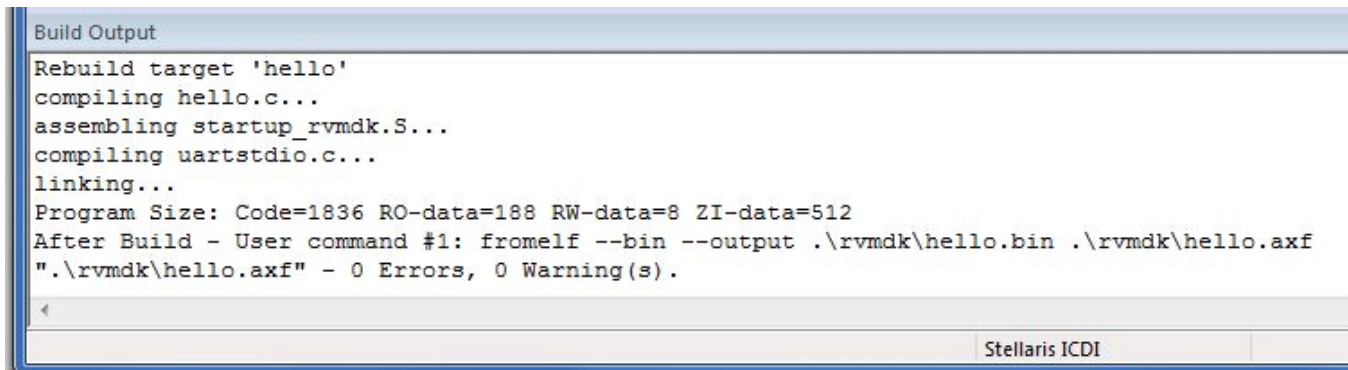 Build Output
Rebuild target 'hello'
compiling hello.c...
assembling startup_rvmdk.S...
compiling uartstdio.c...
linking...
Program Size: Code=1836 RO-data=188 RW-data=8 ZI-data=512
After Build - User command #1: fromelf --bin --output .\rvmdk\hello.bin .\rvmdk\hello.axf
".\rvmdk\hello.axf" - 0 Errors, 0 Warning(s).
Stellaris ICDI